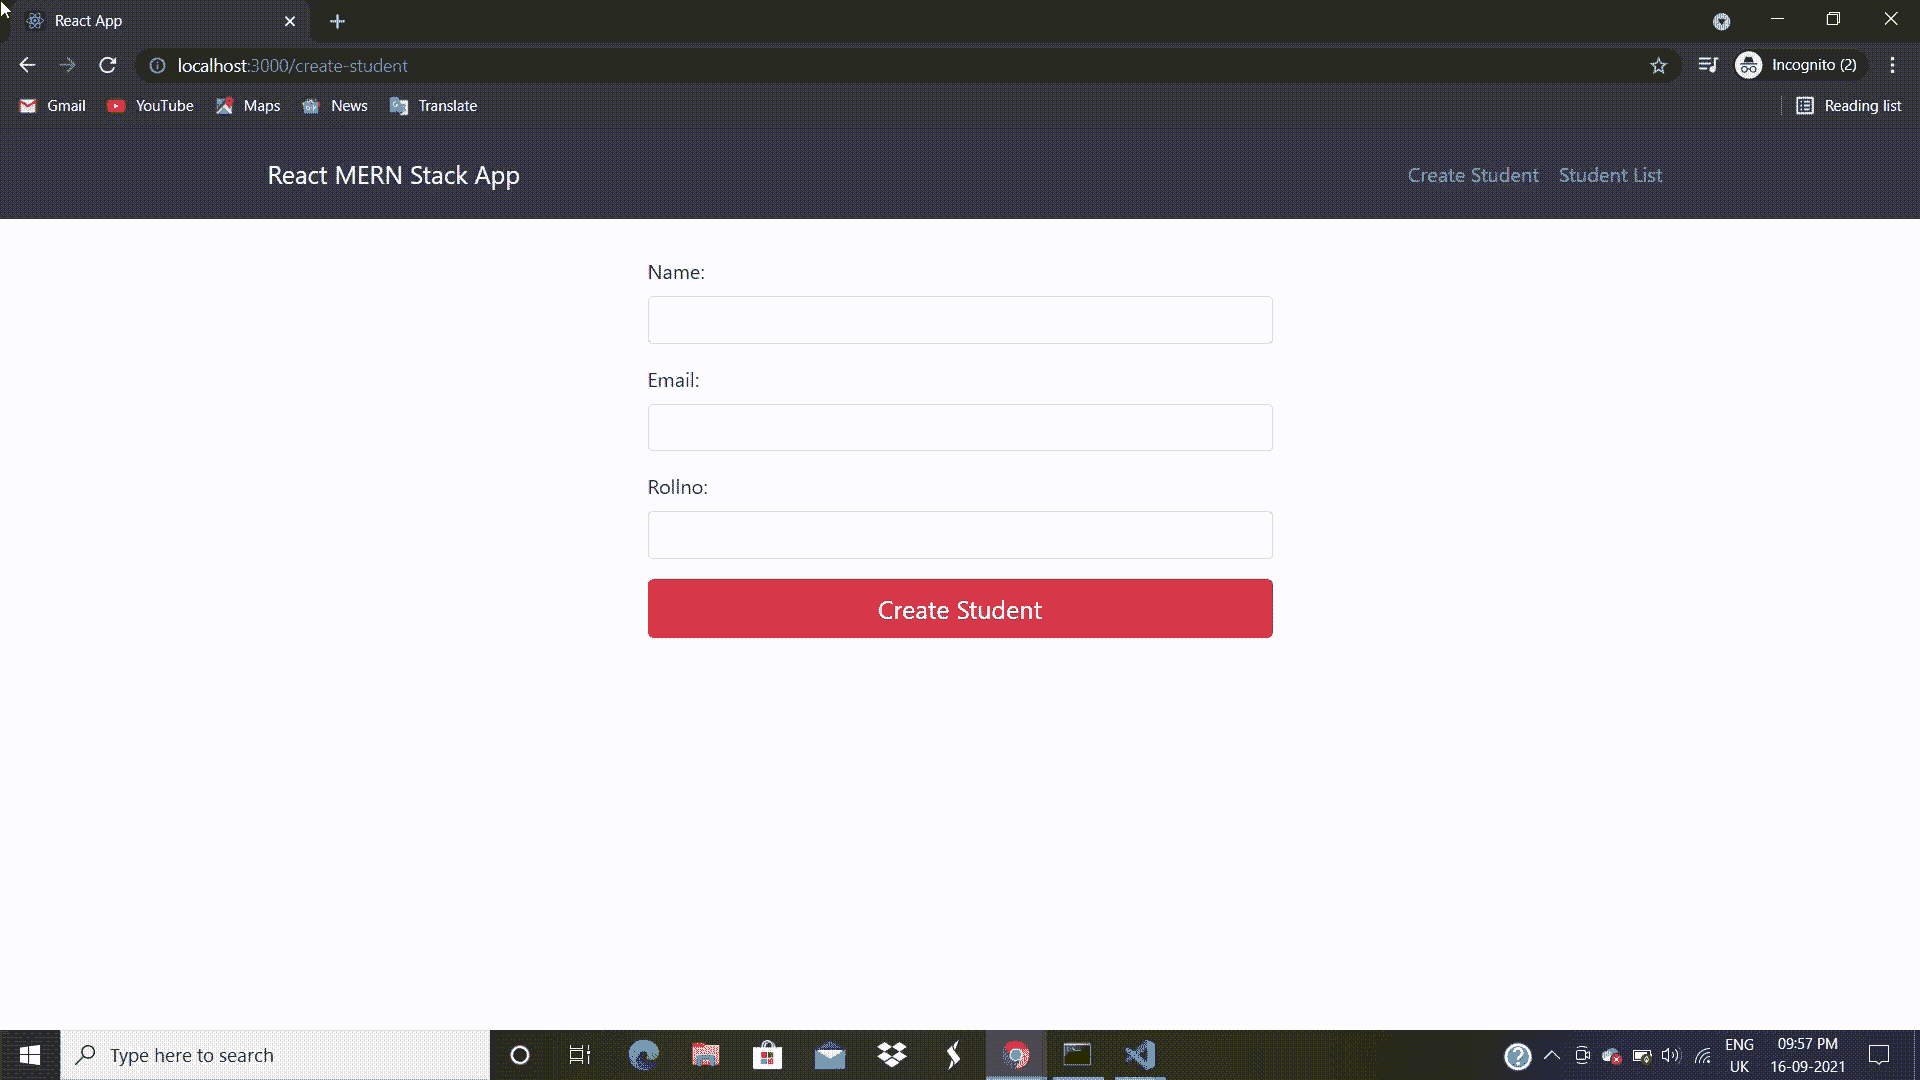 React App
localhost:3000/create-student
Incognito (2)
Gmail YouTube Maps News Translate Reading list
React MERN Stack App Create Student Student List
Name:
Email:
Rollno:
Create Student
Type here to search
ENG 09:57 PM
UK 16-09-2021